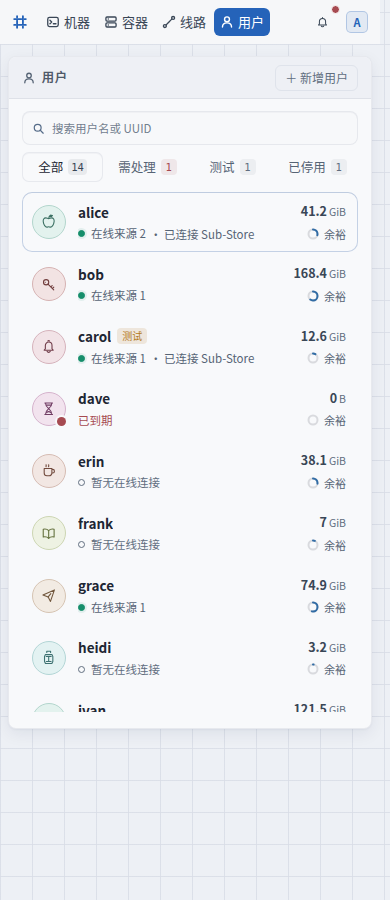 机器 容器 线路 用户 A
用户 新增用户
搜索用户名或 UUID
全部 14 需处理 1 测试 1 已停用 1
alice 41.2 GiB
在线来源 2 · 已连接 Sub-Store 余裕
bob 168.4 GiB
在线来源 1 余裕
carol 测试 12.6 GiB
在线来源 1 · 已连接 Sub-Store 余裕
dave 0 B
已到期 余裕
erin 38.1 GiB
暂无在线连接 余裕
frank 7 GiB
暂无在线连接 余裕
grace 74.9 GiB
在线来源 1 余裕
heidi 3.2 GiB
暂无在线连接 余裕
ivan 121.5 GiB